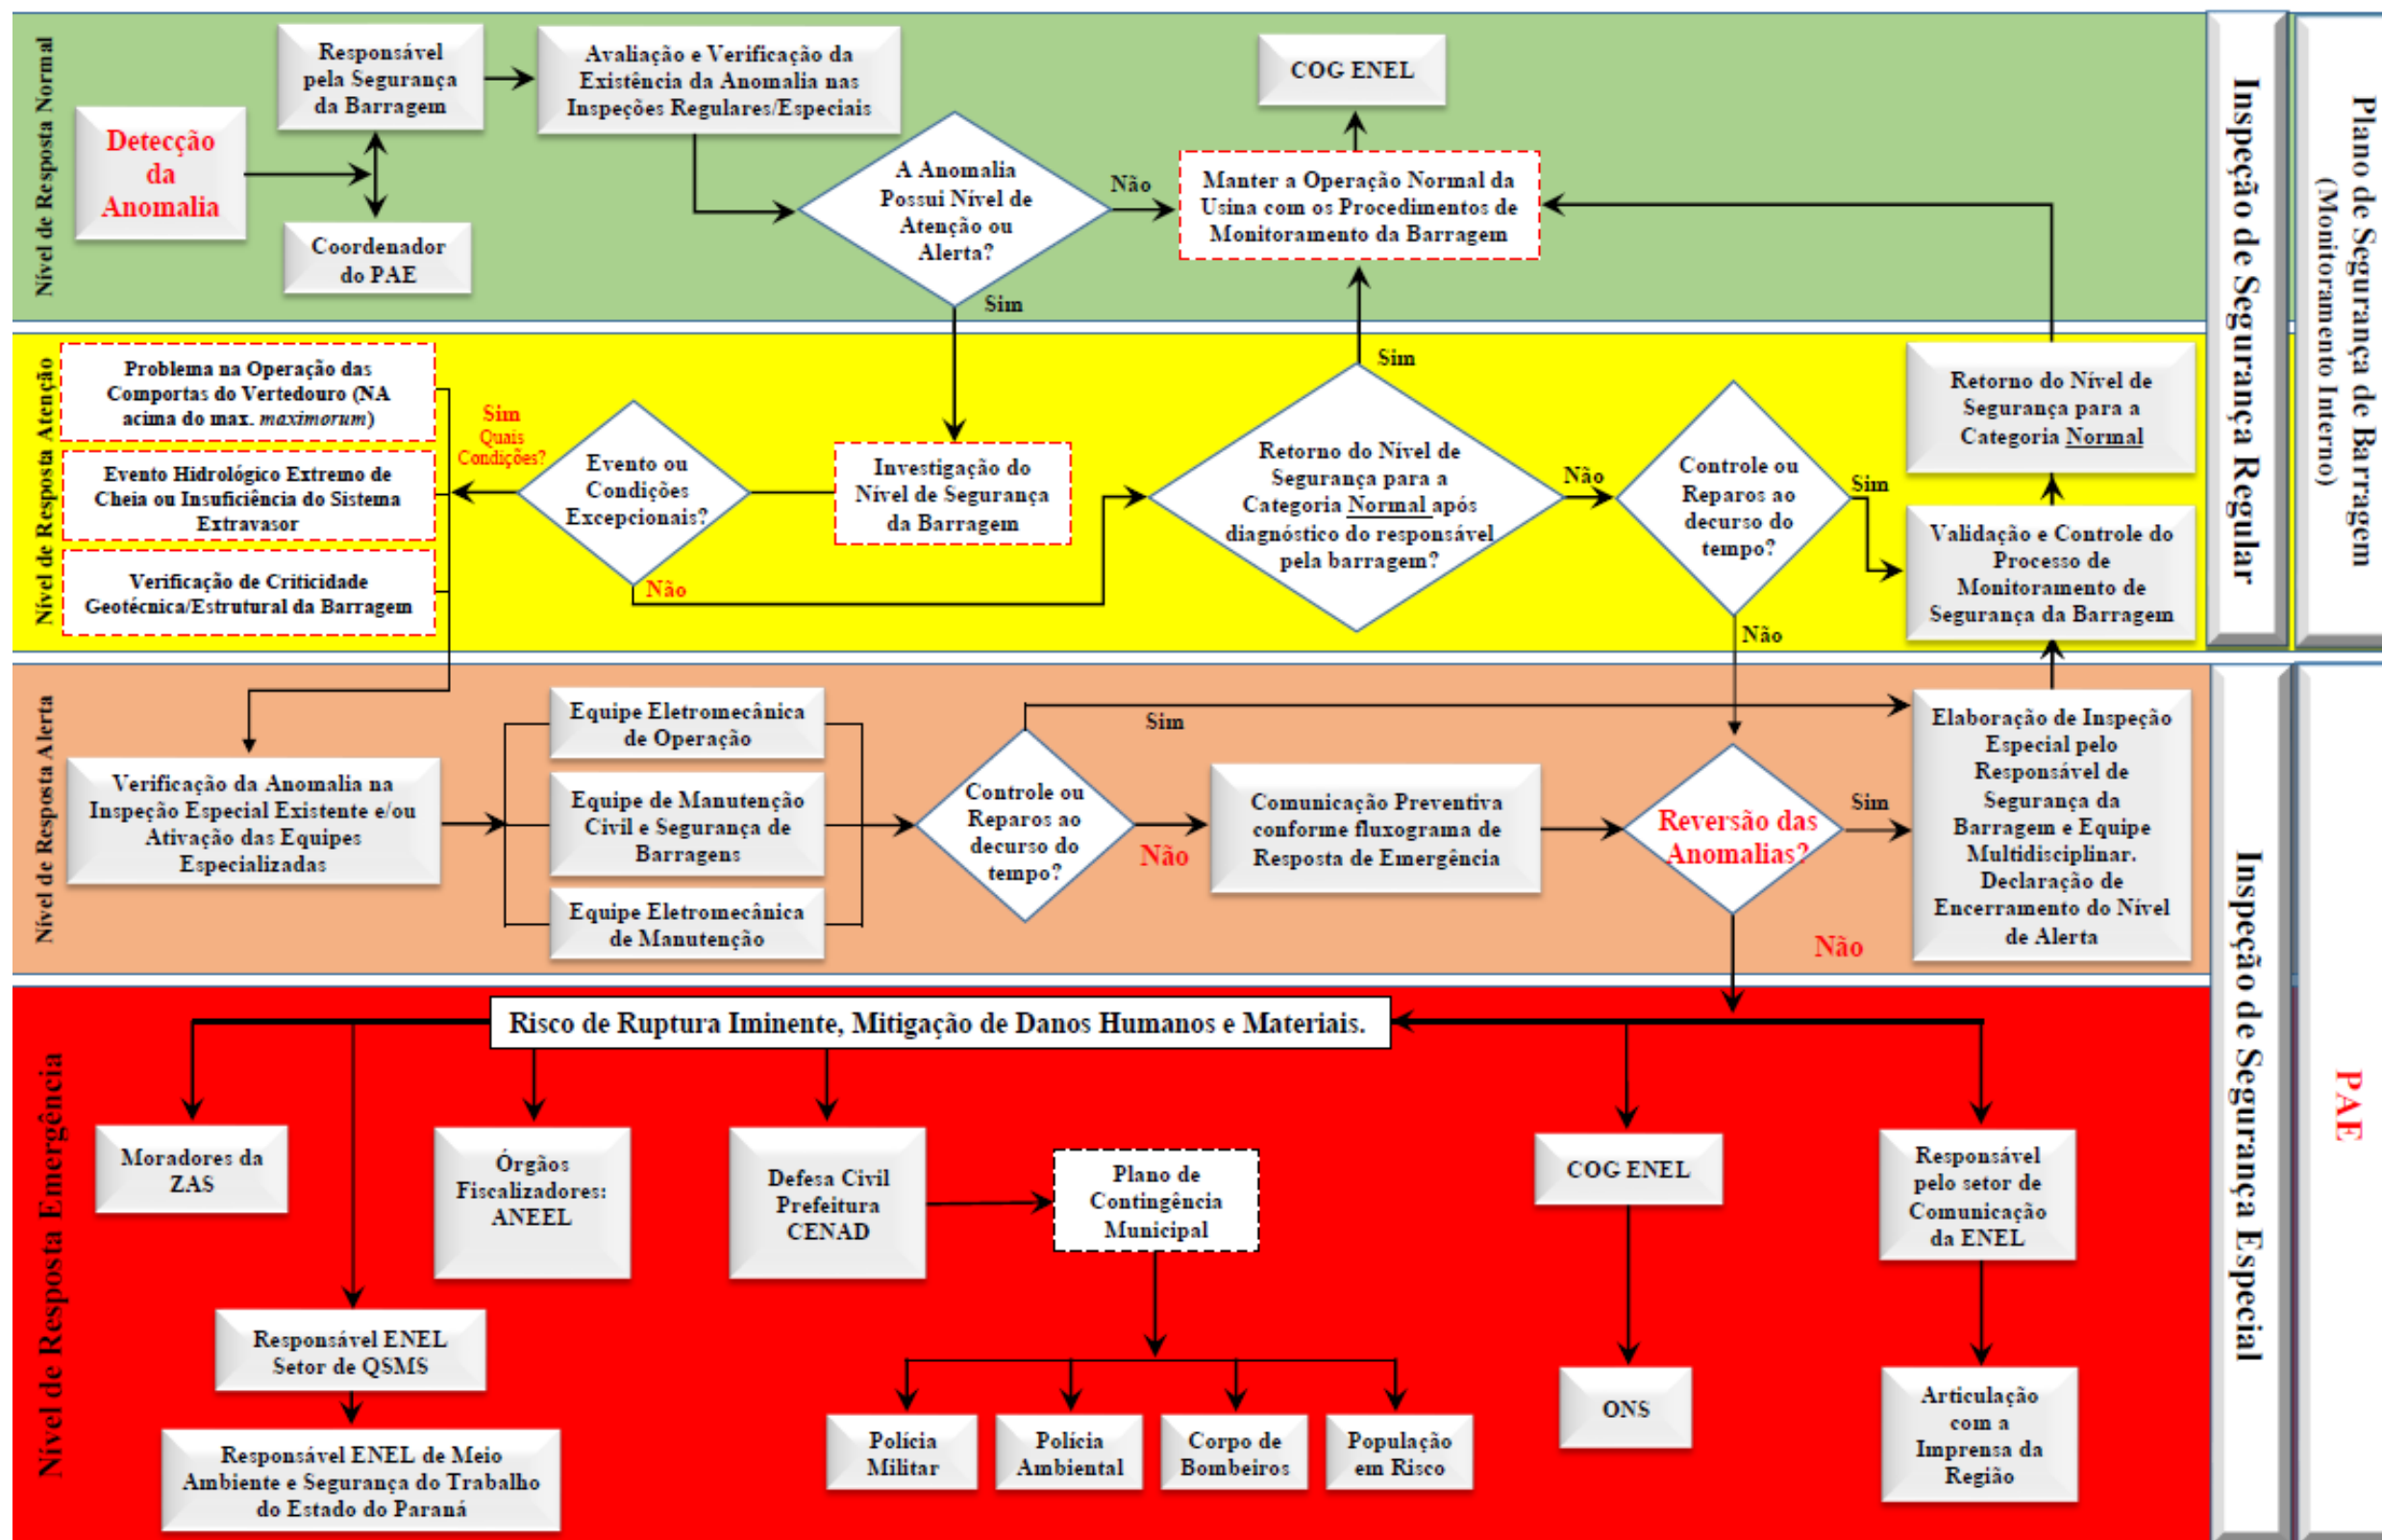 Nível de Resposta Normal
Detecção
da
Anomalia
Responsável
pela Segurança
da Barragem
Coordenador
do PAE
Avaliação e Verificação da
Existência da Anomalia nas
Inspeções Regulares/Especiais
A Anomalia
Possui Nível de
Atenção ou
Alerta?
Não
Sim
COG ENEL
Manter a Operação Normal da
Usina com os Procedimentos de
Monitoramento da Barragem
Nível de Resposta Atenção
Problema na Operação das
Comportas do Vertedouro (NA
acima do max. maximorum)
Evento Hidrológico Extremo de
Cheia ou Insuficiência do Sistema
Extravasor
Verificação de Criticidade
Geotécnica/Estrutural da Barragem
Sim
Quais
Condições?
Evento ou
Condições
Excepcionais?
Não
Investigação do
Nível de Segurança
da Barragem
Sim
Retorno do Nível de
Segurança para a
Categoria Normal após
diagnóstico do responsável
pela barragem?
Não
Controle ou
Reparos ao
decurso do
tempo?
Sim
Não
Retorno do Nível de
Segurança para a
Categoria Normal
Validação e Controle do
Processo de
Monitoramento de
Segurança da Barragem
Inspeção de Segurança Regular
Plano de Segurança de Barragem
(Monitoramento Interno)
Nível de Resposta Alerta
Verificação da Anomalia na
Inspeção Especial Existente e/ou
Ativação das Equipes
Especializadas
Equipe Eletromecânica
de Operação
Equipe de Manutenção
Civil e Segurança de
Barragens
Equipe Eletromecânica
de Manutenção
Controle ou
Reparos ao
decurso do
tempo?
Sim
Não
Comunicação Preventiva
conforme fluxograma de
Resposta de Emergência
Reversão das
Anomalias?
Sim
Não
Elaboração de Inspeção
Especial pelo
Responsável de
Segurança da
Barragem e Equipe
Multidisciplinar.
Declaração de
Encerramento do Nível
de Alerta
Nível de Resposta Emergência
Risco de Ruptura Iminente, Mitigação de Danos Humanos e Materiais.
Moradores da
ZAS
Responsável ENEL
Setor de QSMS
Responsável ENEL de Meio
Ambiente e Segurança do Trabalho
do Estado do Paraná
Órgãos
Fiscalizadores:
ANEEL
Defesa Civil
Prefeitura
CENAD
Plano de
Contingência
Municipal
Polícia
Militar
Polícia
Ambiental
Corpo de
Bombeiros
População
em Risco
COG ENEL
ONS
Responsável
pelo setor de
Comunicação
da ENEL
Articulação
com a
Imprensa da
Região
Inspeção de Segurança Especial
PAE